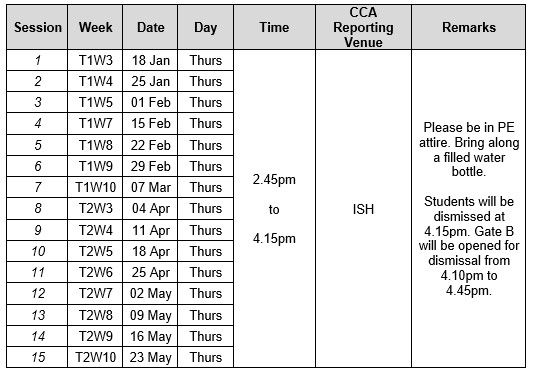 Session Week Date Day Time CCA Reporting Venue Remarks
1 T1W3 18 Jan Thurs
2 T1W4 25 Jan Thurs
3 T1W5 01 Feb Thurs
4 T1W7 15 Feb Thurs
5 T1W8 22 Feb Thurs
6 T1W9 29 Feb Thurs
7 T1W10 07 Mar Thurs
8 T2W3 04 Apr Thurs
9 T2W4 11 Apr Thurs
10 T2W5 18 Apr Thurs
11 T2W6 25 Apr Thurs
12 T2W7 02 May Thurs
13 T2W8 09 May Thurs
14 T2W9 16 May Thurs
15 T2W10 23 May Thurs
2.45pm
to
4.15pm
ISH
Please be in PE
attire. Bring along
a filled water
bottle.
Students will be
dismissed at
4.15pm. Gate B
will be opened for
dismissal from
4.10pm to
4.45pm.